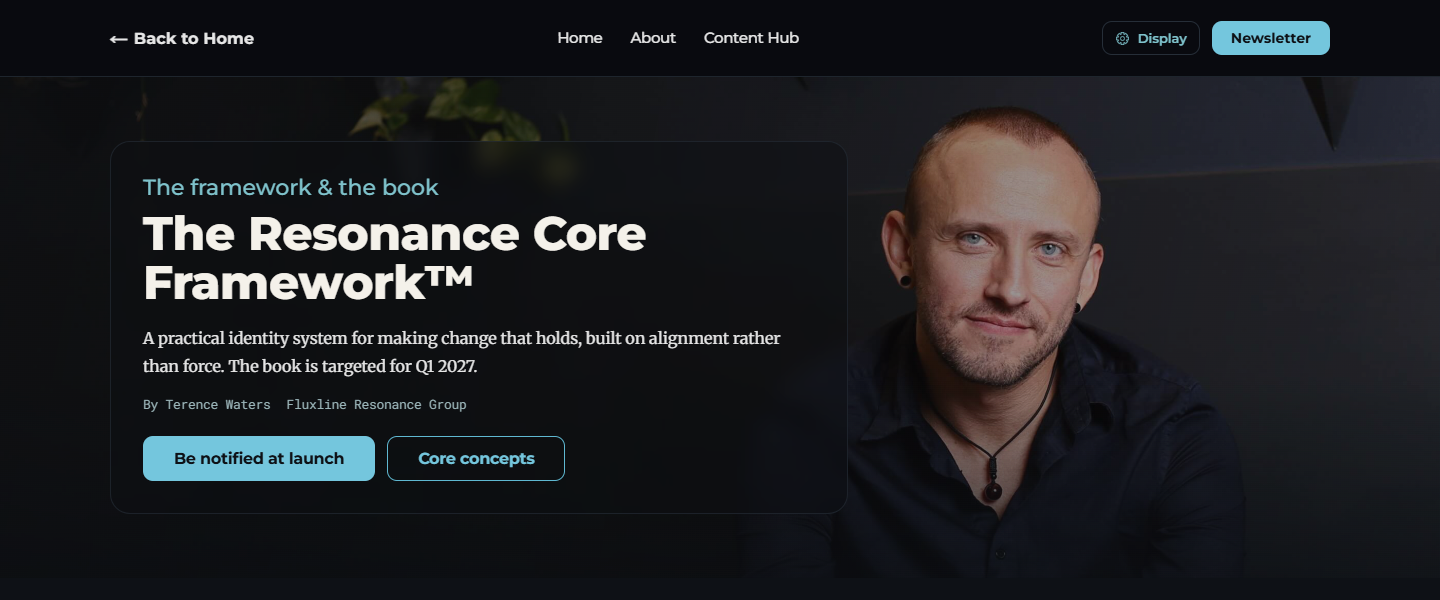 ← Back to Home
Home
About
Content Hub
Display
Newsletter
The framework & the book
The Resonance Core
Framework™
A practical identity system for making change that holds, built on alignment rather
than force. The book is targeted for Q1 2027.
By Terence Waters  Fluxline Resonance Group
Be notified at launch
Core concepts